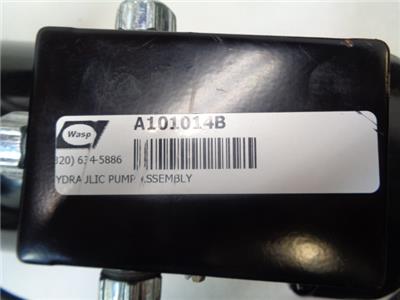 Wasp
A101014B
320) 634-5886
YDRAULIC PUMP ASSEMBLY